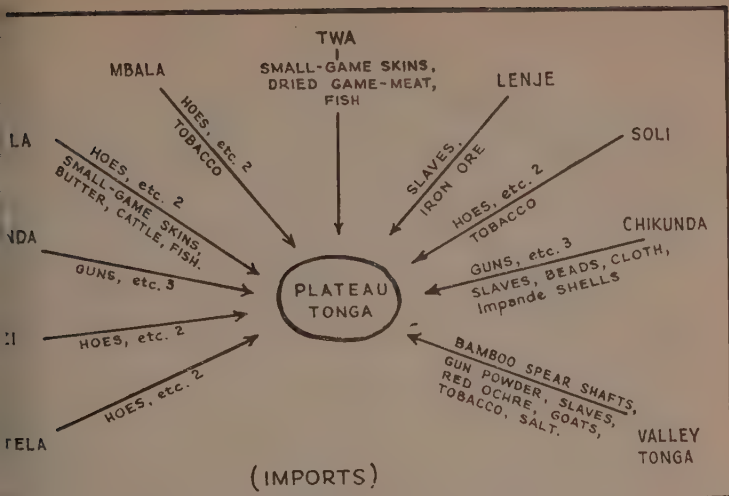 TWA
SMALL-GAME SKINS,
DRIED GAME-MEAT,
FISH
MBALA
HOES, etc. 2
TOBACCO
LENJE
SLAVES,
IRON ORE
LA
HOES, etc. 2
SMALL-GAME SKINS,
BUTTER, CATTLE, FISH.
SOLI
HOES, etc. 2
TOBACCO
NDA
GUNS, etc. 3
CHIKUNDA
GUNS, etc. 3
SLAVES, BEADS, CLOTH,
Impande SHELLS
PLATEAU
TONGA
HOES, etc. 2
TELA
HOES, etc. 2
BAMBOO SPEAR SHAFTS,
GUN POWDER, SLAVES,
RED OCHRE, GOATS,
TOBACCO, SALT.
VALLEY
TONGA
(IMPORTS)